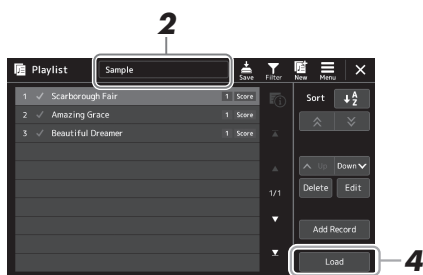 2
Playlist Sample Save Filter New Menu
1 Scarborough Fair 1 Score
2 Amazing Grace 1 Score
3 Beautiful Dreamer 1 Score
Sort AZ
Up Down
1/1
Delete Edit
Add Record
Load 4